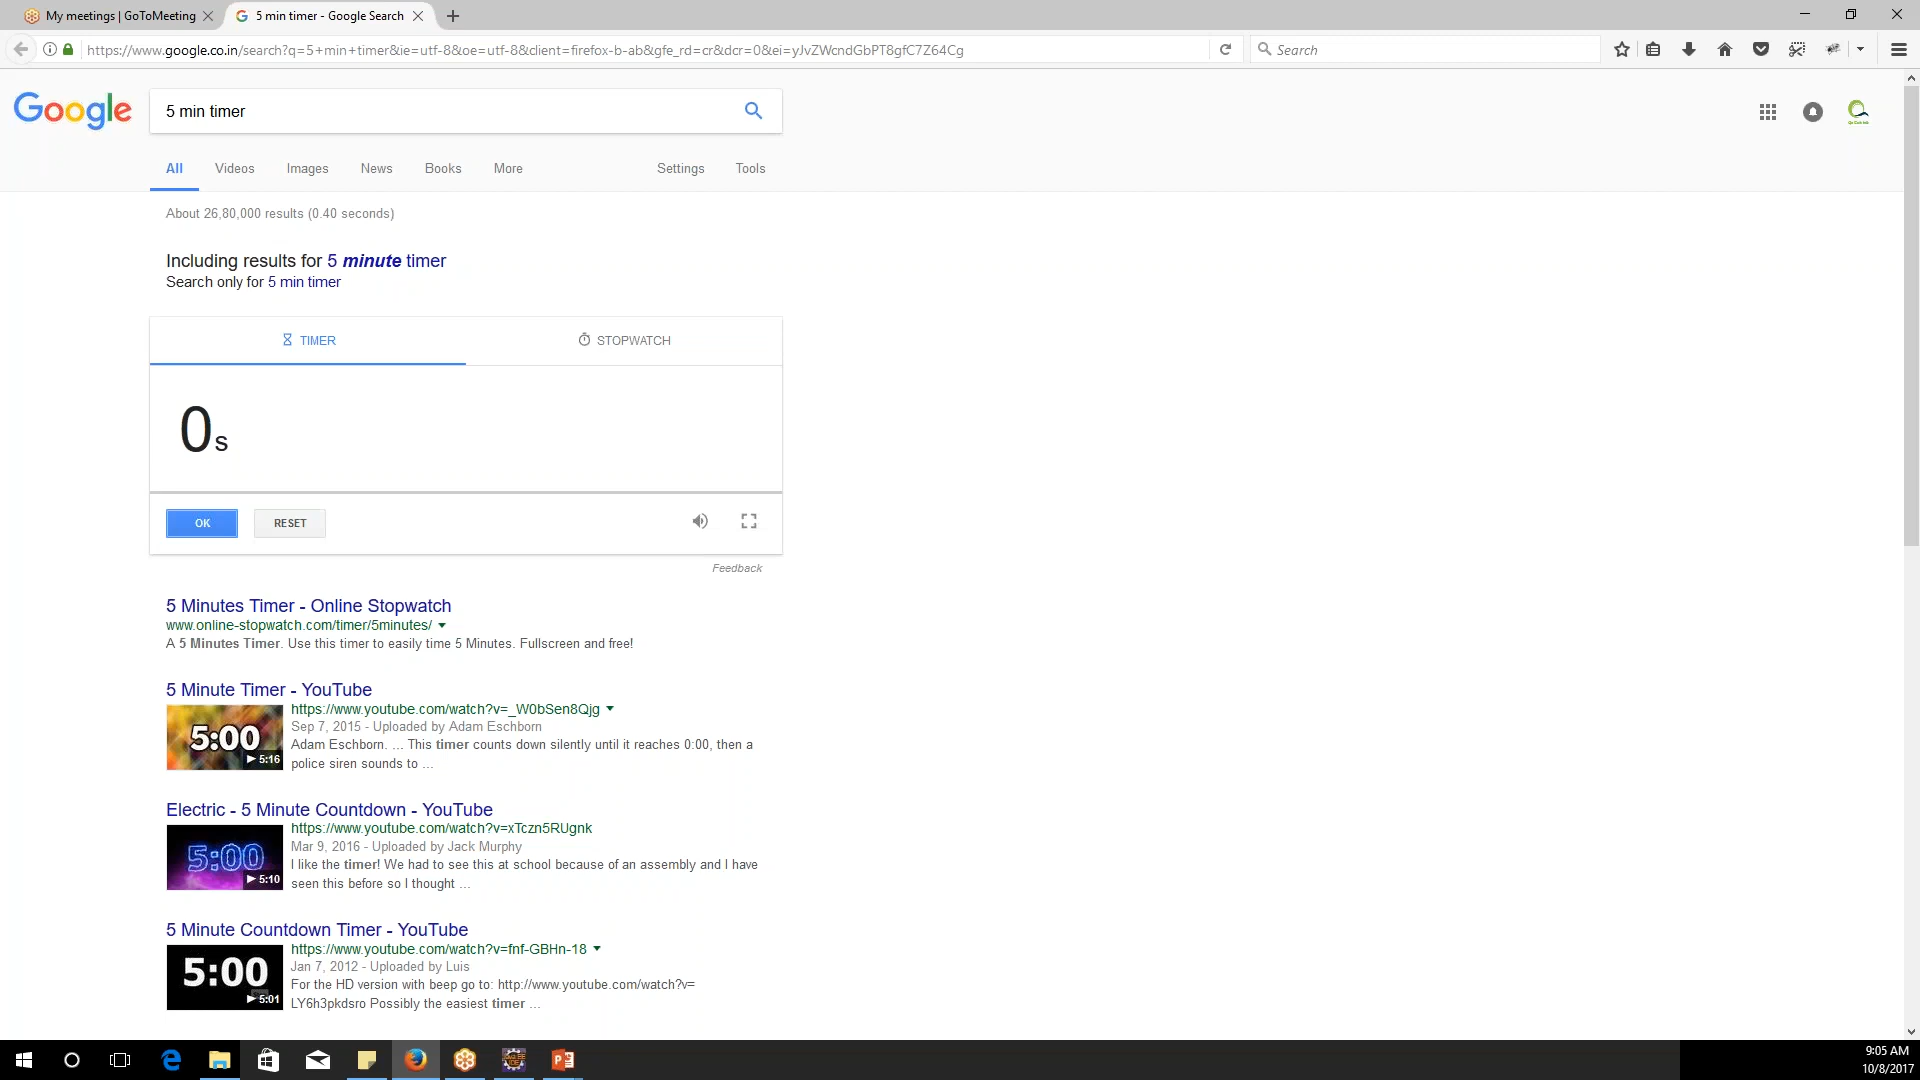 My meetings | GoToMeeting
5 min timer - Google Search
https://www.google.co.in/search?q=5+min+timer&ie=utf-8&oe=utf-8&client=firefox-b-ab&gfe_rd=cr&dcr=0&ei=yJvZWcndGbPT8gfC7Z64Cg
Search
Google
5 min timer
All Videos Images News Books More Settings Tools
About 26,80,000 results (0.40 seconds)
Including results for 5 minute timer
Search only for 5 min timer
TIMER
STOPWATCH
0s
OK RESET
Feedback
5 Minutes Timer - Online Stopwatch
www.online-stopwatch.com/timer/5minutes/
A 5 Minutes Timer. Use this timer to easily time 5 Minutes. Fullscreen and free!
5 Minute Timer - YouTube
5:00
5:16
https://www.youtube.com/watch?v=_W0bSen8Qjg
Sep 7, 2015 - Uploaded by Adam Eschborn
Adam Eschborn. ... This timer counts down silently until it reaches 0:00, then a
police siren sounds to ...
Electric - 5 Minute Countdown - YouTube
5:00
5:10
https://www.youtube.com/watch?v=xTczn5RUgnk
Mar 9, 2016 - Uploaded by Jack Murphy
I like the timer! We had to see this at school because of an assembly and I have
seen this before so I thought ...
5 Minute Countdown Timer - YouTube
5:00
5:01
https://www.youtube.com/watch?v=fnf-GBHn-18
Jan 7, 2012 - Uploaded by Luis
For the HD version with beep go to: http://www.youtube.com/watch?v=
LY6h3pkdsro Possibly the easiest timer ...
9:05 AM
10/8/2017